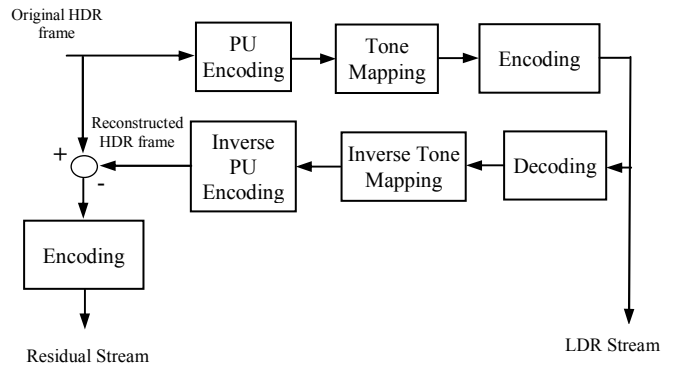 Original HDR
frame
PU
Encoding
Tone
Mapping
Encoding
Reconstructed
HDR frame
+
-
Inverse
PU
Encoding
Inverse Tone
Mapping
Decoding
Encoding
Residual Stream
LDR Stream